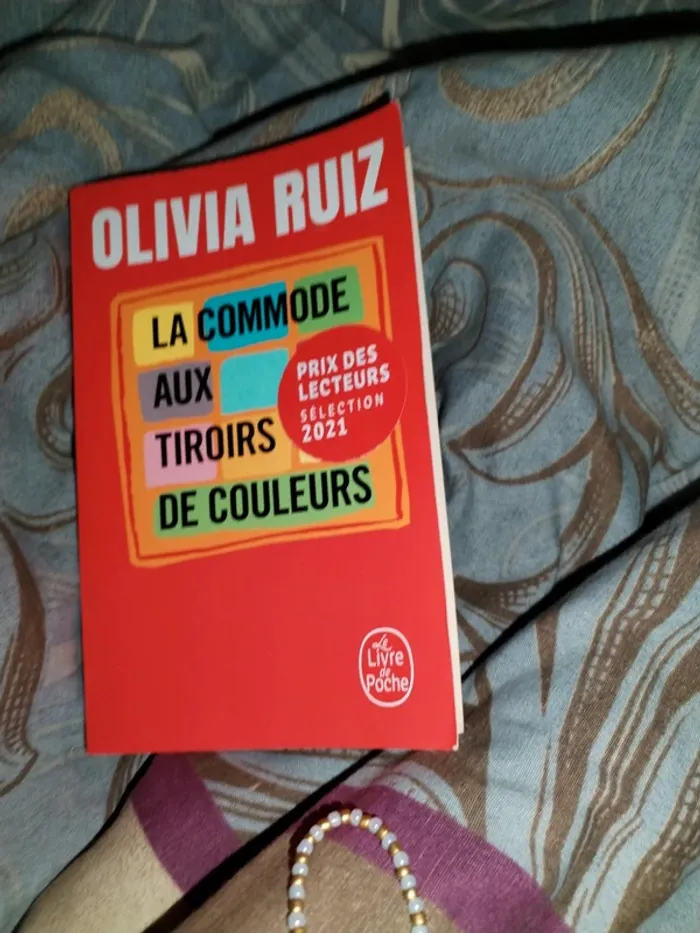 OLIVIA RUIZ
LA COMMODE
AUX
TIROIRS
DE COULEURS
PRIX DES
LECTEURS
SÉLECTION
2021
Le
Livre
de
Poche